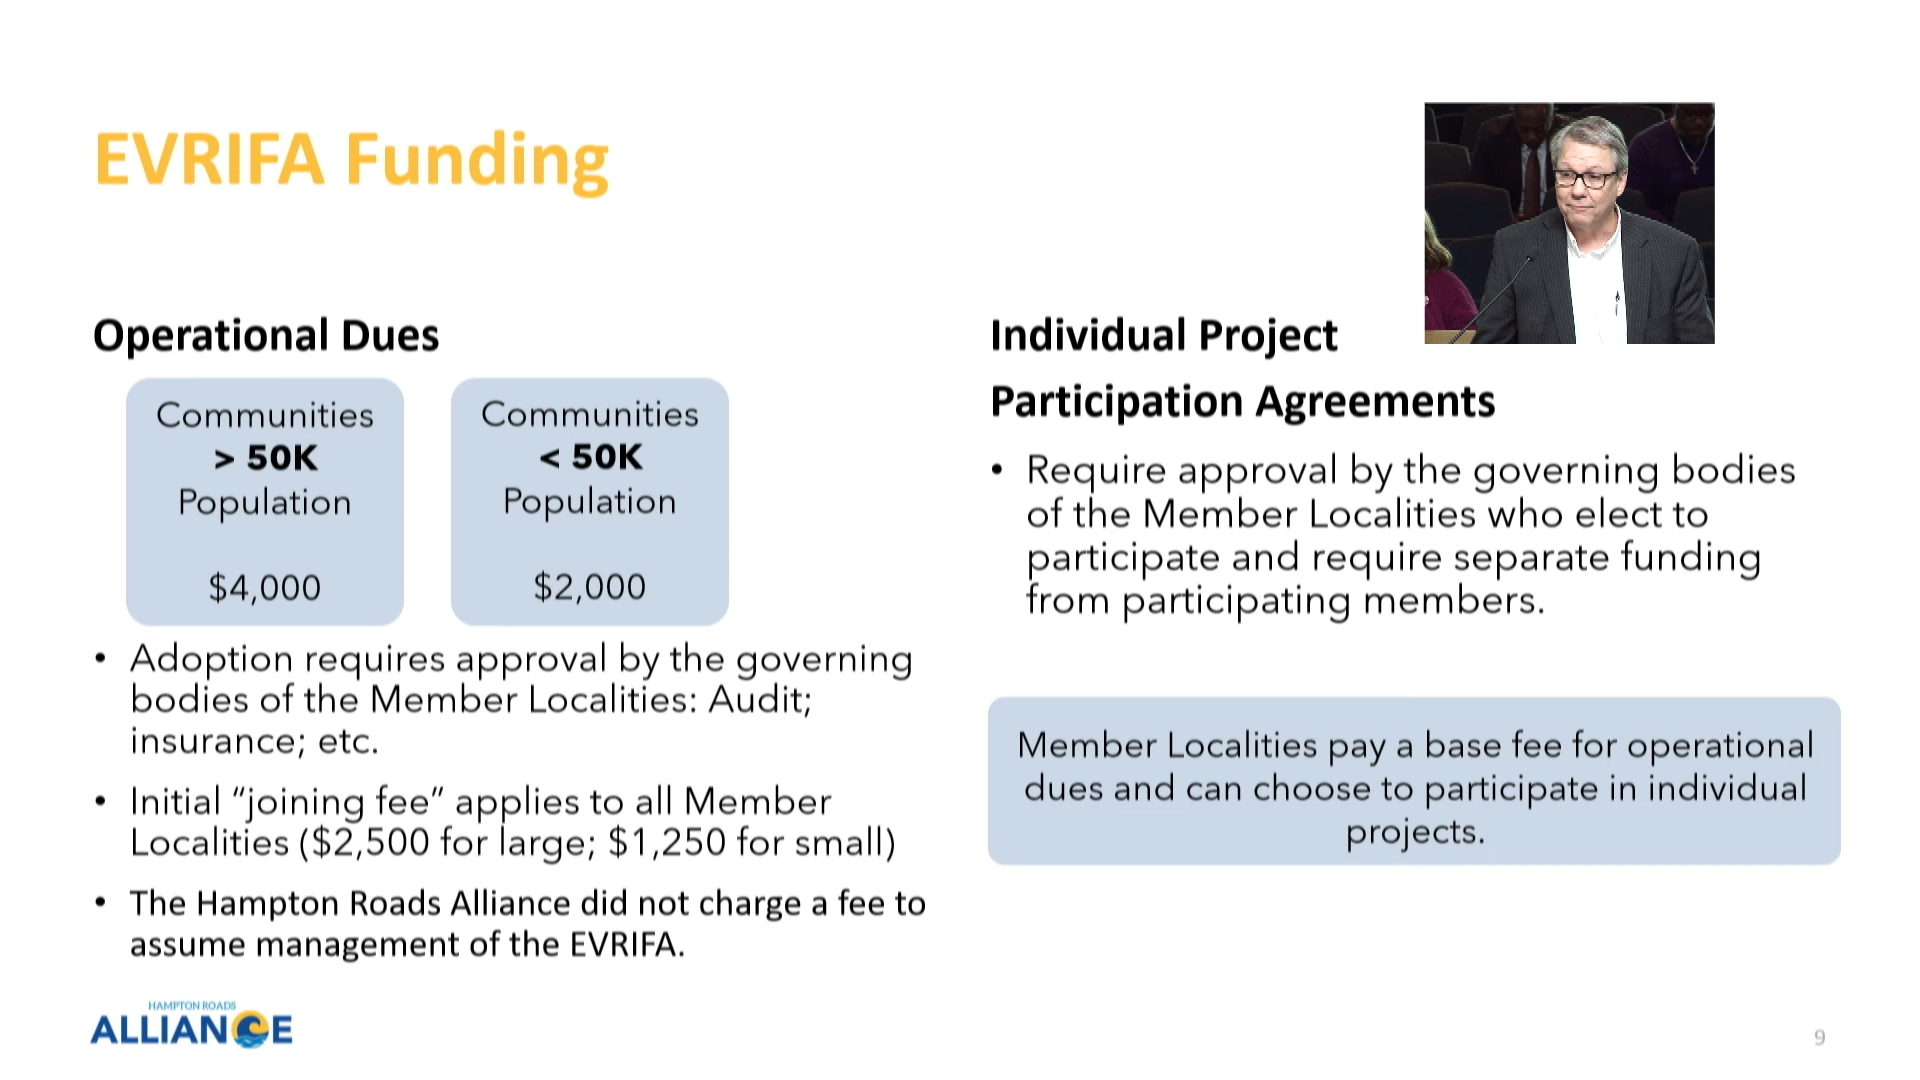 EVRIFA Funding
Operational Dues
Communities
> 50K
Population
$4,000
Communities
< 50K
Population
$2,000
• Adoption requires approval by the governing
bodies of the Member Localities: Audit;
insurance; etc.
• Initial “joining fee” applies to all Member
Localities ($2,500 for large; $1,250 for small)
• The Hampton Roads Alliance did not charge a fee to
assume management of the EVRIFA.
Individual Project
Participation Agreements
• Require approval by the governing bodies
of the Member Localities who elect to
participate and require separate funding
from participating members.
Member Localities pay a base fee for operational
dues and can choose to participate in individual
projects.
HAMPTON ROADS
ALLIANCE
9